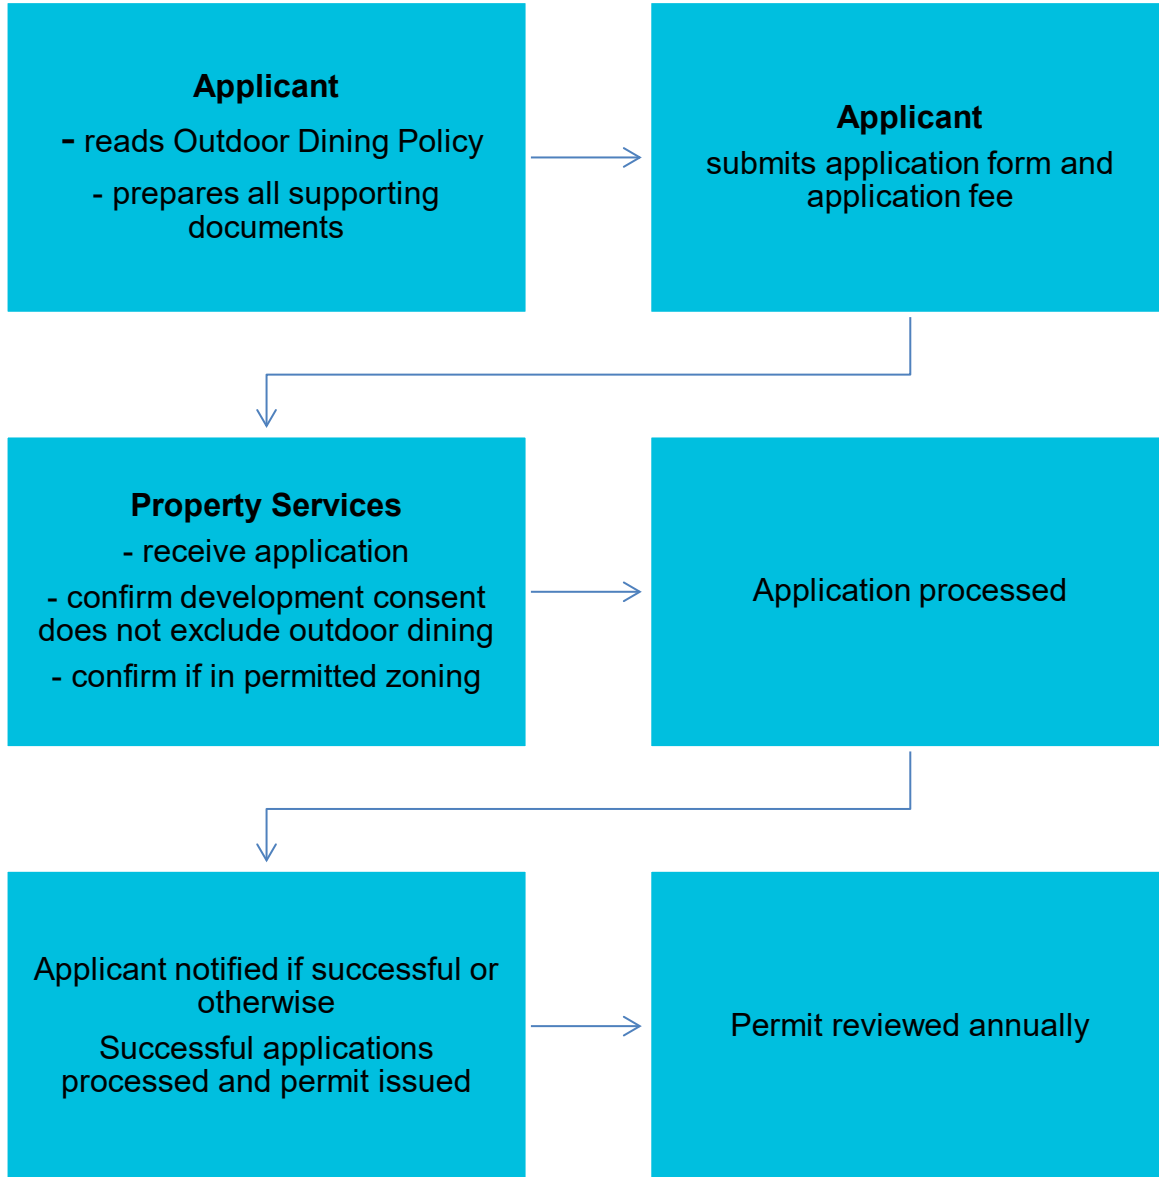 Applicant
- reads Outdoor Dining Policy
- prepares all supporting
documents
Applicant
submits application form and
application fee
Property Services
- receive application
- confirm development consent
does not exclude outdoor dining
- confirm if in permitted zoning
Application processed
Applicant notified if successful or
otherwise
Successful applications
processed and permit issued
Permit reviewed annually